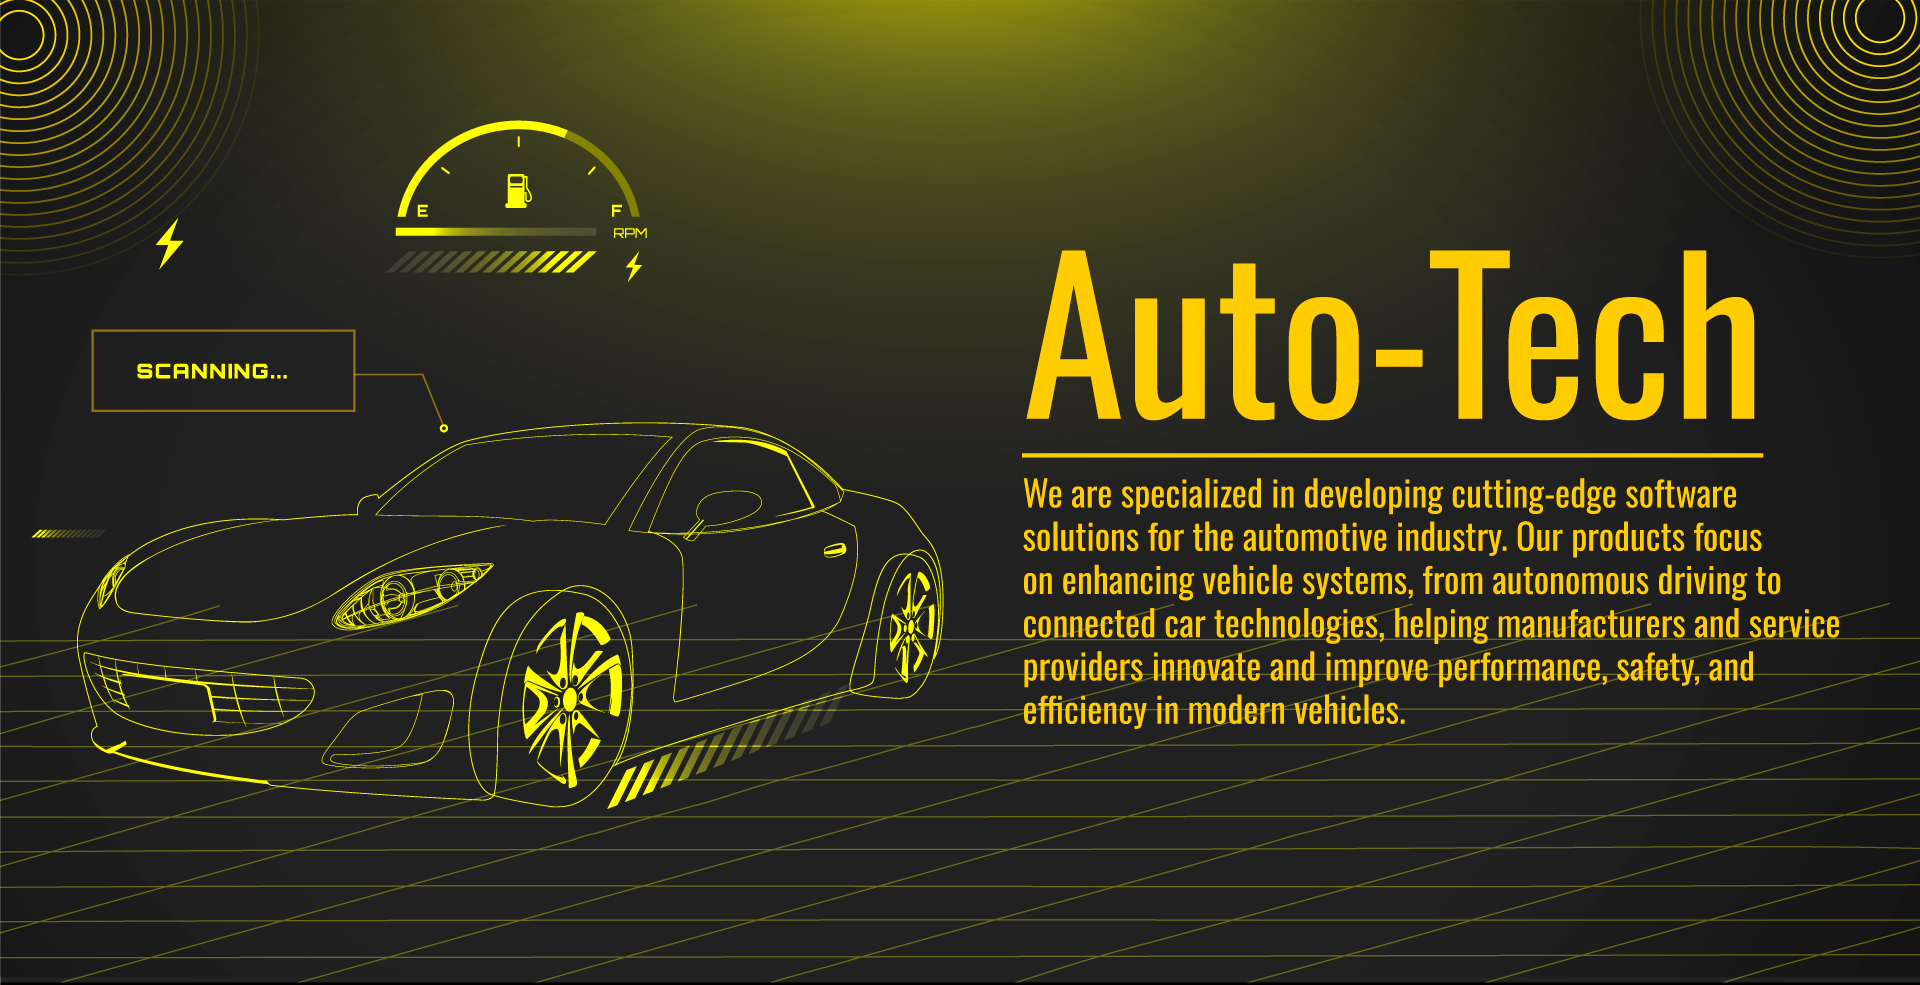 E
F
RPM
SCANNING...
Auto-Tech
We are specialized in developing cutting-edge software
solutions for the automotive industry. Our products focus
on enhancing vehicle systems, from autonomous driving to
connected car technologies, helping manufacturers and service
providers innovate and improve performance, safety, and
efficiency in modern vehicles.